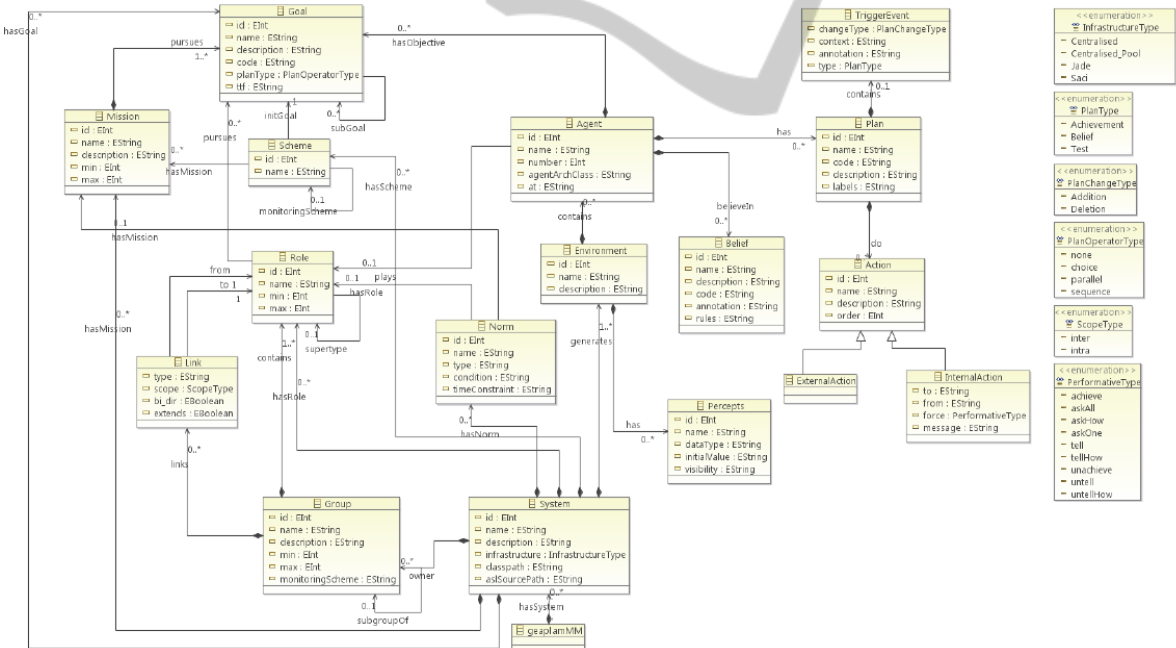 Goal
id : EInt
name : EString
description : EString
code : EString
planType : PlanOperatorType
ttf : EString
0..*
hasGoal
pursues
1..*
0..*
hasObjective
initGoal
1
0..*
subGoal
TriggerEvent
changeType : PlanChangeType
context : EString
annotation : EString
type : PlanType
0..1
contains
<<enumeration>>
InfrastructureType
Centralised
Centralised_Pool
Jade
Saci
Mission
id : EInt
name : EString
description : EString
min : EInt
max : EInt
pursues
0..*
Scheme
id : EInt
name : EString
0..*
hasMission
0..1
monitoringScheme
0..*
hasScheme
Agent
id : EInt
name : EString
number : EInt
agentArchClass : EString
at : EString
has
0..*
Plan
id : EInt
name : EString
code : EString
description : EString
labels : EString
<<enumeration>>
PlanType
Achievement
Belief
Test
<<enumeration>>
PlanChangeType
Addition
Deletion
0..1
hasMission
0..*
contains
believeIn
0..*
do
<<enumeration>>
PlanOperatorType
none
choice
parallel
sequence
Role
id : EInt
name : EString
min : EInt
max : EInt
from
to 1
1
0..1
plays
0..1
hasRole
0..1
supertype
Environment
id : EInt
name : EString
description : EString
Belief
id : EInt
name : EString
description : EString
code : EString
annotation : EString
rules : EString
Action
id : EInt
name : EString
description : EString
order : EInt
<<enumeration>>
ScopeType
inter
intra
0..*
hasMission
1..*
contains
0..*
hasRole
Norm
id : EInt
name : EString
type : EString
condition : EString
timeConstraint : EString
1..*
generates
Link
type : EString
scope : ScopeType
bi_dir : EBoolean
extends : EBoolean
ExternalAction
InternalAction
to : EString
from : EString
force : PerformativeType
message : EString
<<enumeration>>
PerformativeType
achieve
askAll
askHow
askOne
tell
tellHow
unachieve
untell
untellHow
0..*
hasNorm
has
0..*
Percepts
id : EInt
name : EString
dataType : EString
initialValue : EString
visibility : EString
0..*
links
Group
id : EInt
name : EString
description : EString
min : EInt
max : EInt
monitoringScheme : EString
0..*
owner
0..1
subgroupOf
System
id : EInt
name : EString
description : EString
infrastructure : InfrastructureType
classpath : EString
aslSourcePath : EString
0..*
hasSystem
geaplamMM